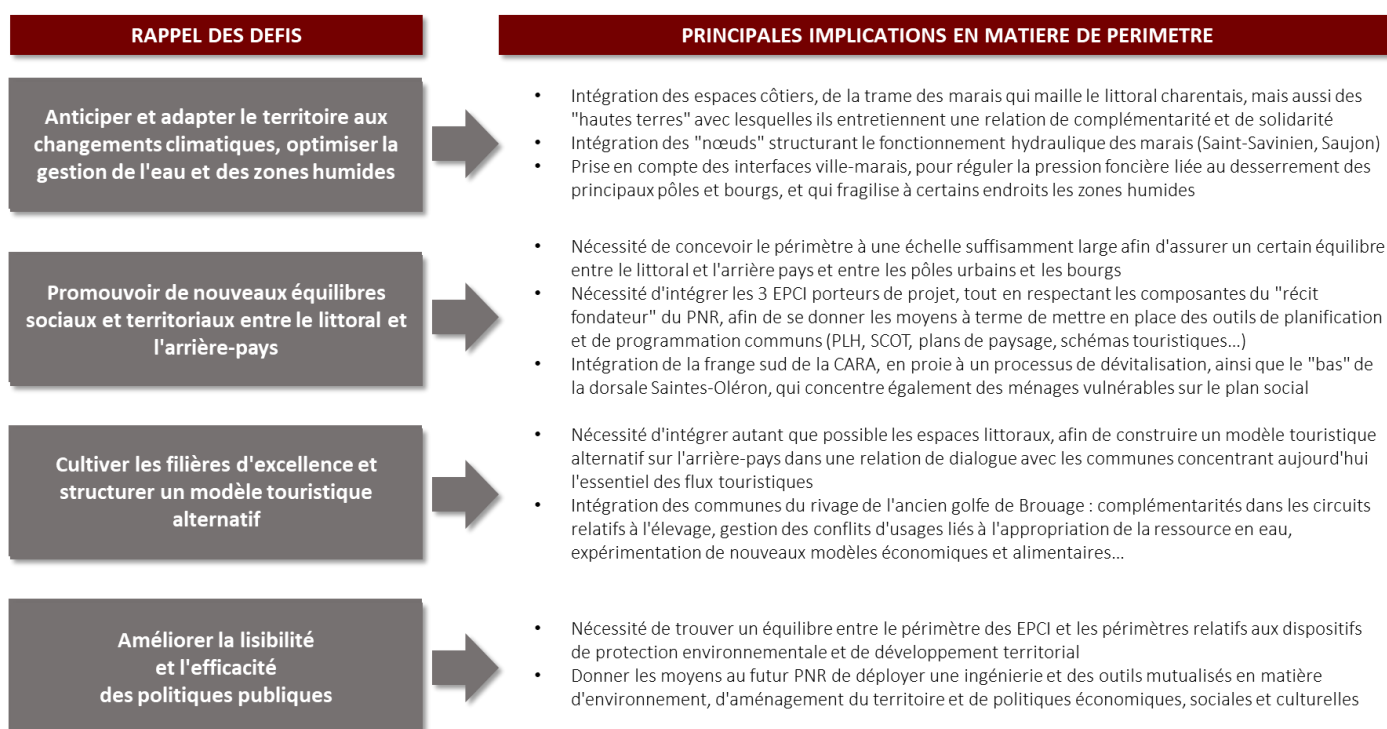 RAPPEL DES DEFIS
PRINCIPALES IMPLICATIONS EN MATIERE DE PERIMETRE
Anticiper et adapter le territoire aux
changements climatiques, optimiser la
gestion de l'eau et des zones humides
• Intégration des espaces côtiers, de la trame des marais qui maille le littoral charentais, mais aussi des
"hautes terres" avec lesquelles ils entretiennent une relation de complémentarité et de solidarité
• Intégration des "nœuds" structurant le fonctionnement hydraulique des marais (Saint-Savinien, Saujon)
• Prise en compte des interfaces ville-marais, pour réguler la pression foncière liée au desserrement des
principaux pôles et bourgs, et qui fragilise à certains endroits les zones humides
Promouvoir de nouveaux équilibres
sociaux et territoriaux entre le littoral et
l'arrière-pays
• Nécessité de concevoir le périmètre à une échelle suffisamment large afin d'assurer un certain équilibre
entre le littoral et l'arrière pays et entre les pôles urbains et les bourgs
• Nécessité d'intégrer les 3 EPCI porteurs de projet, tout en respectant les composantes du "récit
fondateur" du PNR, afin de se donner les moyens à terme de mettre en place des outils de planification
et de programmation communs (PLH, SCOT, plans de paysage, schémas touristiques…)
• Intégration de la frange sud de la CARA, en proie à un processus de dévitalisation, ainsi que le "bas" de
la dorsale Saintes-Oléron, qui concentre également des ménages vulnérables sur le plan social
Cultiver les filières d'excellence et
structurer un modèle touristique
alternatif
• Nécessité d'intégrer autant que possible les espaces littoraux, afin de construire un modèle touristique
alternatif sur l'arrière-pays dans une relation de dialogue avec les communes concentrant aujourd'hui
l'essentiel des flux touristiques
• Intégration des communes du rivage de l'ancien golfe de Brouage : complémentarités dans les circuits
relatifs à l'élevage, gestion des conflits d'usages liés à l'appropriation de la ressource en eau,
expérimentation de nouveaux modèles économiques et alimentaires…
Améliorer la lisibilité
et l'efficacité
des politiques publiques
• Nécessité de trouver un équilibre entre le périmètre des EPCI et les périmètres relatifs aux dispositifs
de protection environnementale et de développement territorial
• Donner les moyens au futur PNR de déployer une ingénierie et des outils mutualisés en matière
d'environnement, d'aménagement du territoire et de politiques économiques, sociales et culturelles